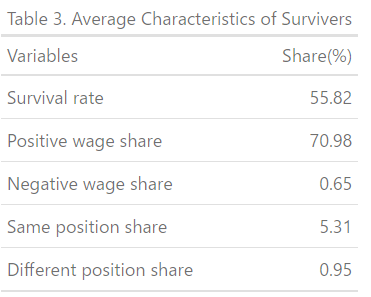 Table 3. Average Characteristics of Survivers
Variables Share(%)
Survival rate 55.82
Positive wage share 70.98
Negative wage share 0.65
Same position share 5.31
Different position share 0.95